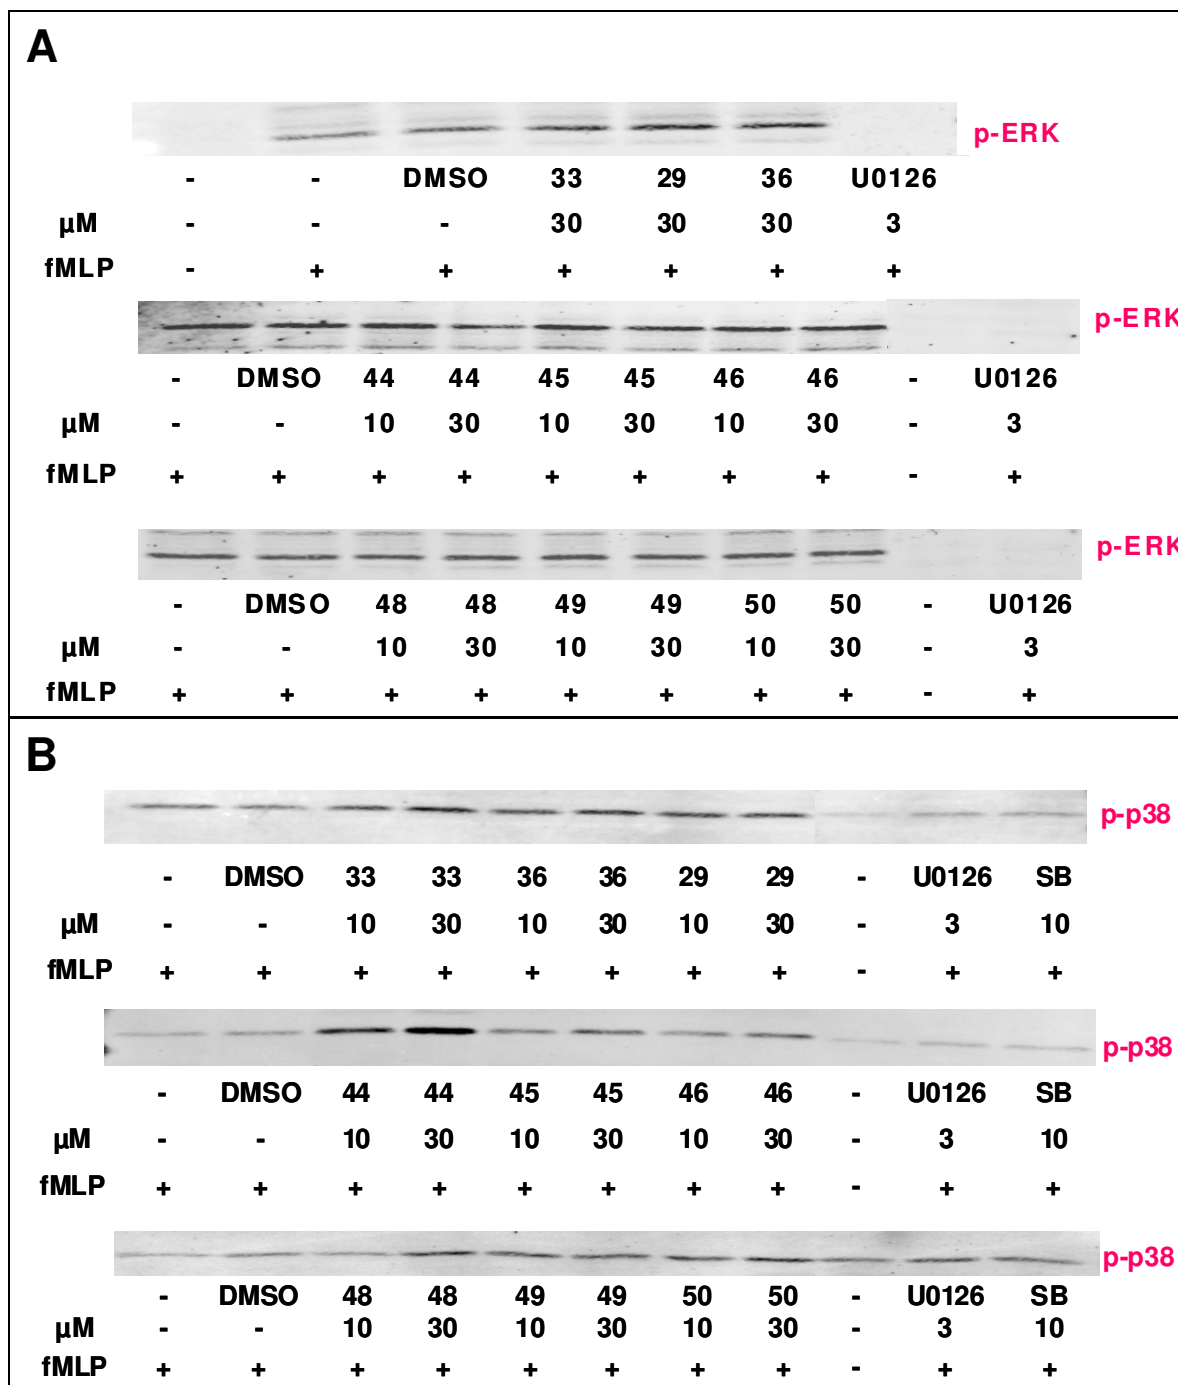 A
p-ERK
- - DMSO 33 29 36 U0126
µM - - - 30 30 30 3
fMLP - + + + + + +
p-ERK
- DMSO 44 44 45 45 46 46 - U0126
µM - - 10 30 10 30 10 30 - 3
fMLP + + + + + + + + - +
p-ERK
- DMSO 48 48 49 49 50 50 - U0126
µM - - 10 30 10 30 10 30 - 3
fMLP + + + + + + + + - +
B
p-p38
- DMSO 33 33 36 36 29 29 - U0126 SB
µM - - 10 30 10 30 10 30 - 3 10
fMLP + + + + + + + + - + +
p-p38
- DMSO 44 44 45 45 46 46 - U0126 SB
µM - - 10 30 10 30 10 30 - 3 10
fMLP + + + + + + + + - + +
p-p38
- DMSO 48 48 49 49 50 50 - U0126 SB
µM - - 10 30 10 30 10 30 - 3 10
fMLP + + + + + + + + - + +